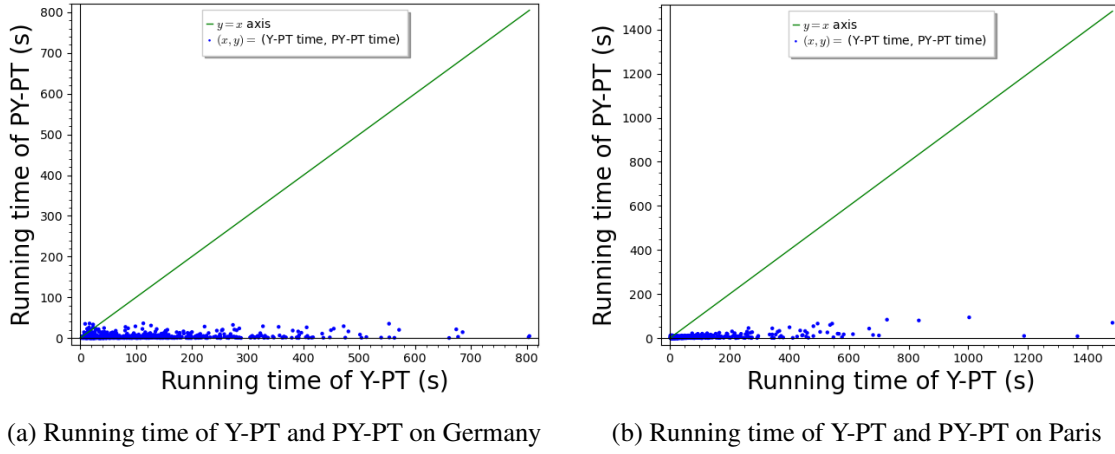 800
700
600
500
400
300
200
100
0
Running time of PY-PT (s)
y = x axis
(x, y) = (Y-PT time, PY-PT time)
0 100 200 300 400 500 600 700 800
Running time of Y-PT (s)
(a) Running time of Y-PT and PY-PT on Germany
1400
1200
1000
800
600
400
200
0
Running time of PY-PT (s)
y = x axis
(x, y) = (Y-PT time, PY-PT time)
0 200 400 600 800 1000 1200 1400
Running time of Y-PT (s)
(b) Running time of Y-PT and PY-PT on Paris